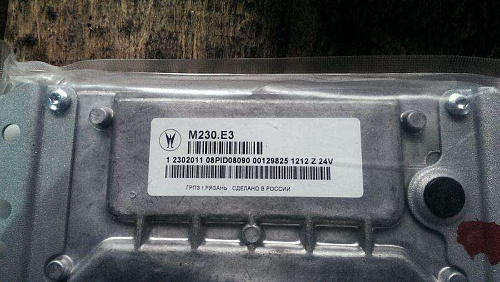 M230.E3
1 2302011 08PID08090 00129825 1212 Z 24V
ГРПЗ г.РЯЗАНЬ СДЕЛАНО В РОССИИ